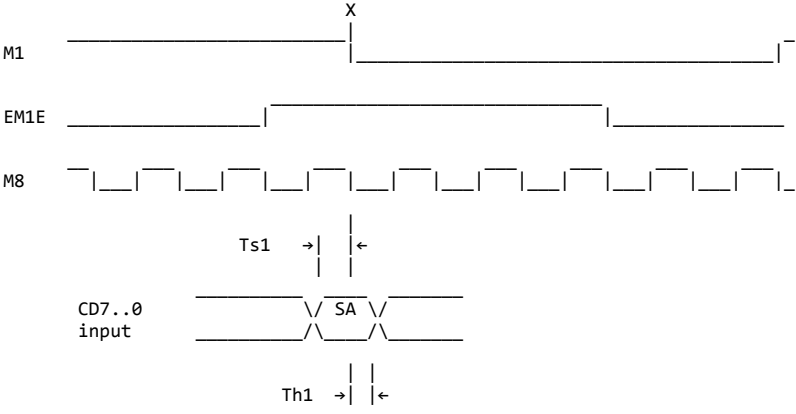 X
M1
EM1E
M8
Ts1
CD7..0 SA
input
Th1